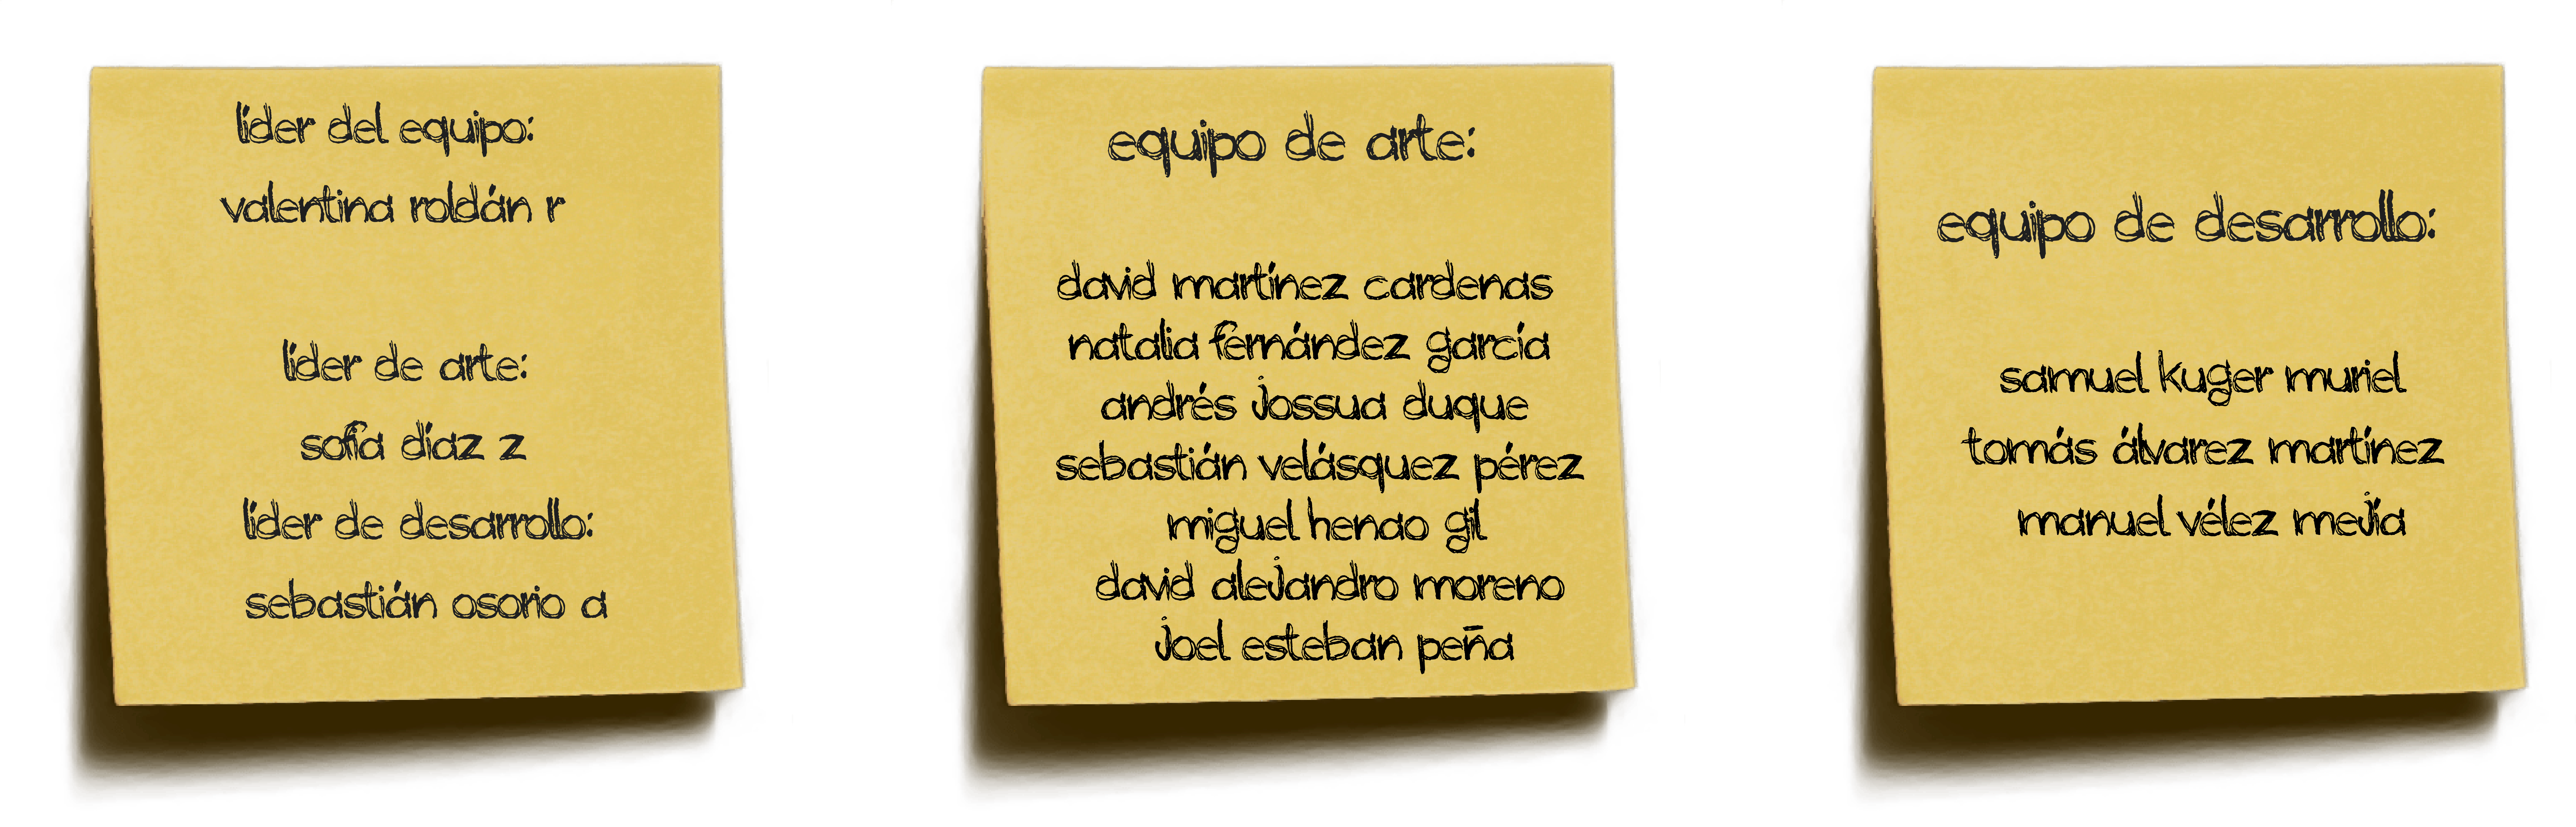 líder del equipo:
valentina roldán r
líder de arte:
sofía díaz z
líder de desarrollo:
sebastián osorio a
equipo de arte:
david martínez cardenas
natalia fernández garcía
andrés jossua duque
sebastián velásquez pérez
miguel henao gil
david alejandro moreno
joel esteban peña
equipo de desarrollo:
samuel kuger muriel
tomás álvarez martínez
manuel vélez mejía